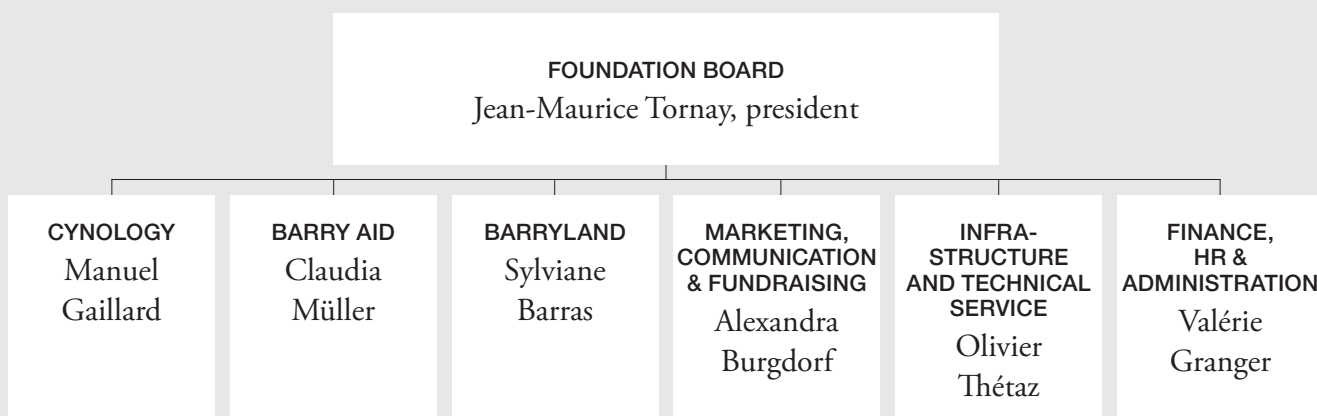 FOUNDATION BOARD
Jean-Maurice Tornay, president
CYNOLOGY
Manuel
Gaillard
BARRY AID
Claudia
Müller
BARRYLAND
Sylviane
Barras
MARKETING,
COMMUNICATION
& FUNDRAISING
Alexandra
Burgdorf
INFRA-
STRUCTURE
AND TECHNICAL
SERVICE
Olivier
Thétaz
FINANCE,
HR &
ADMINISTRATION
Valérie
Granger